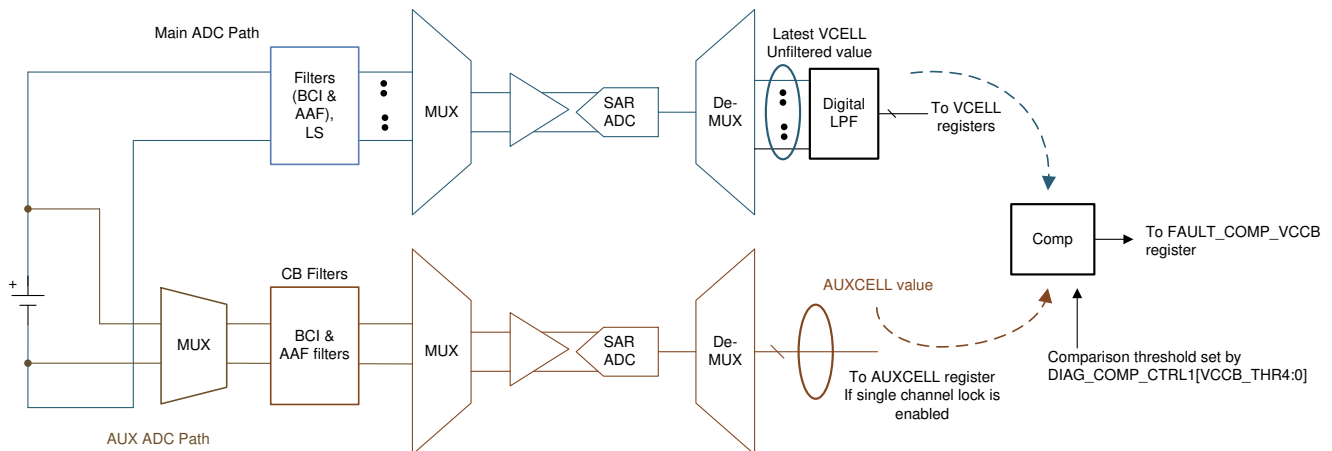 Main ADC Path
Filters
(BCI &
AAF),
LS
MUX
SAR
ADC
De-
MUX
Latest VCELL
Unfiltered value
Digital
LPF
To VCELL
registers
Comp
To FAULT_COMP_VCCB
register
+
MUX
CB Filters
BCI &
AAF filters
MUX
SAR
ADC
De-
MUX
AUXCELL value
To AUXCELL register
If single channel lock is
enabled
Comparison threshold set by
DIAG_COMP_CTRL1[VCCB_THR4:0]
AUX ADC Path